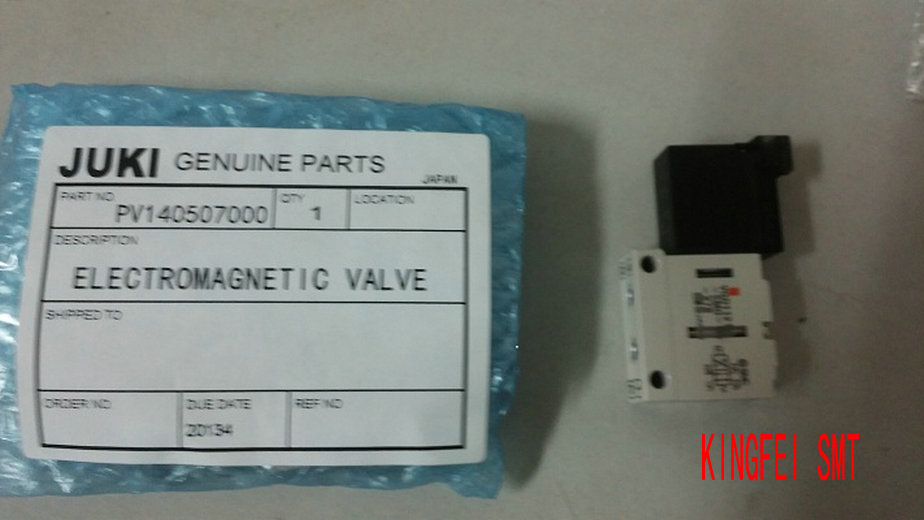 JUKI GENUINE PARTS
JAPAN
PART NO. PV140507000
QTY 1
LOCATION
DESCRIPTION
ELECTROMAGNETIC VALVE
SHIPPED TO
ORDER NO.
DUE DATE
20134
REF NO
KINGFEI SMT